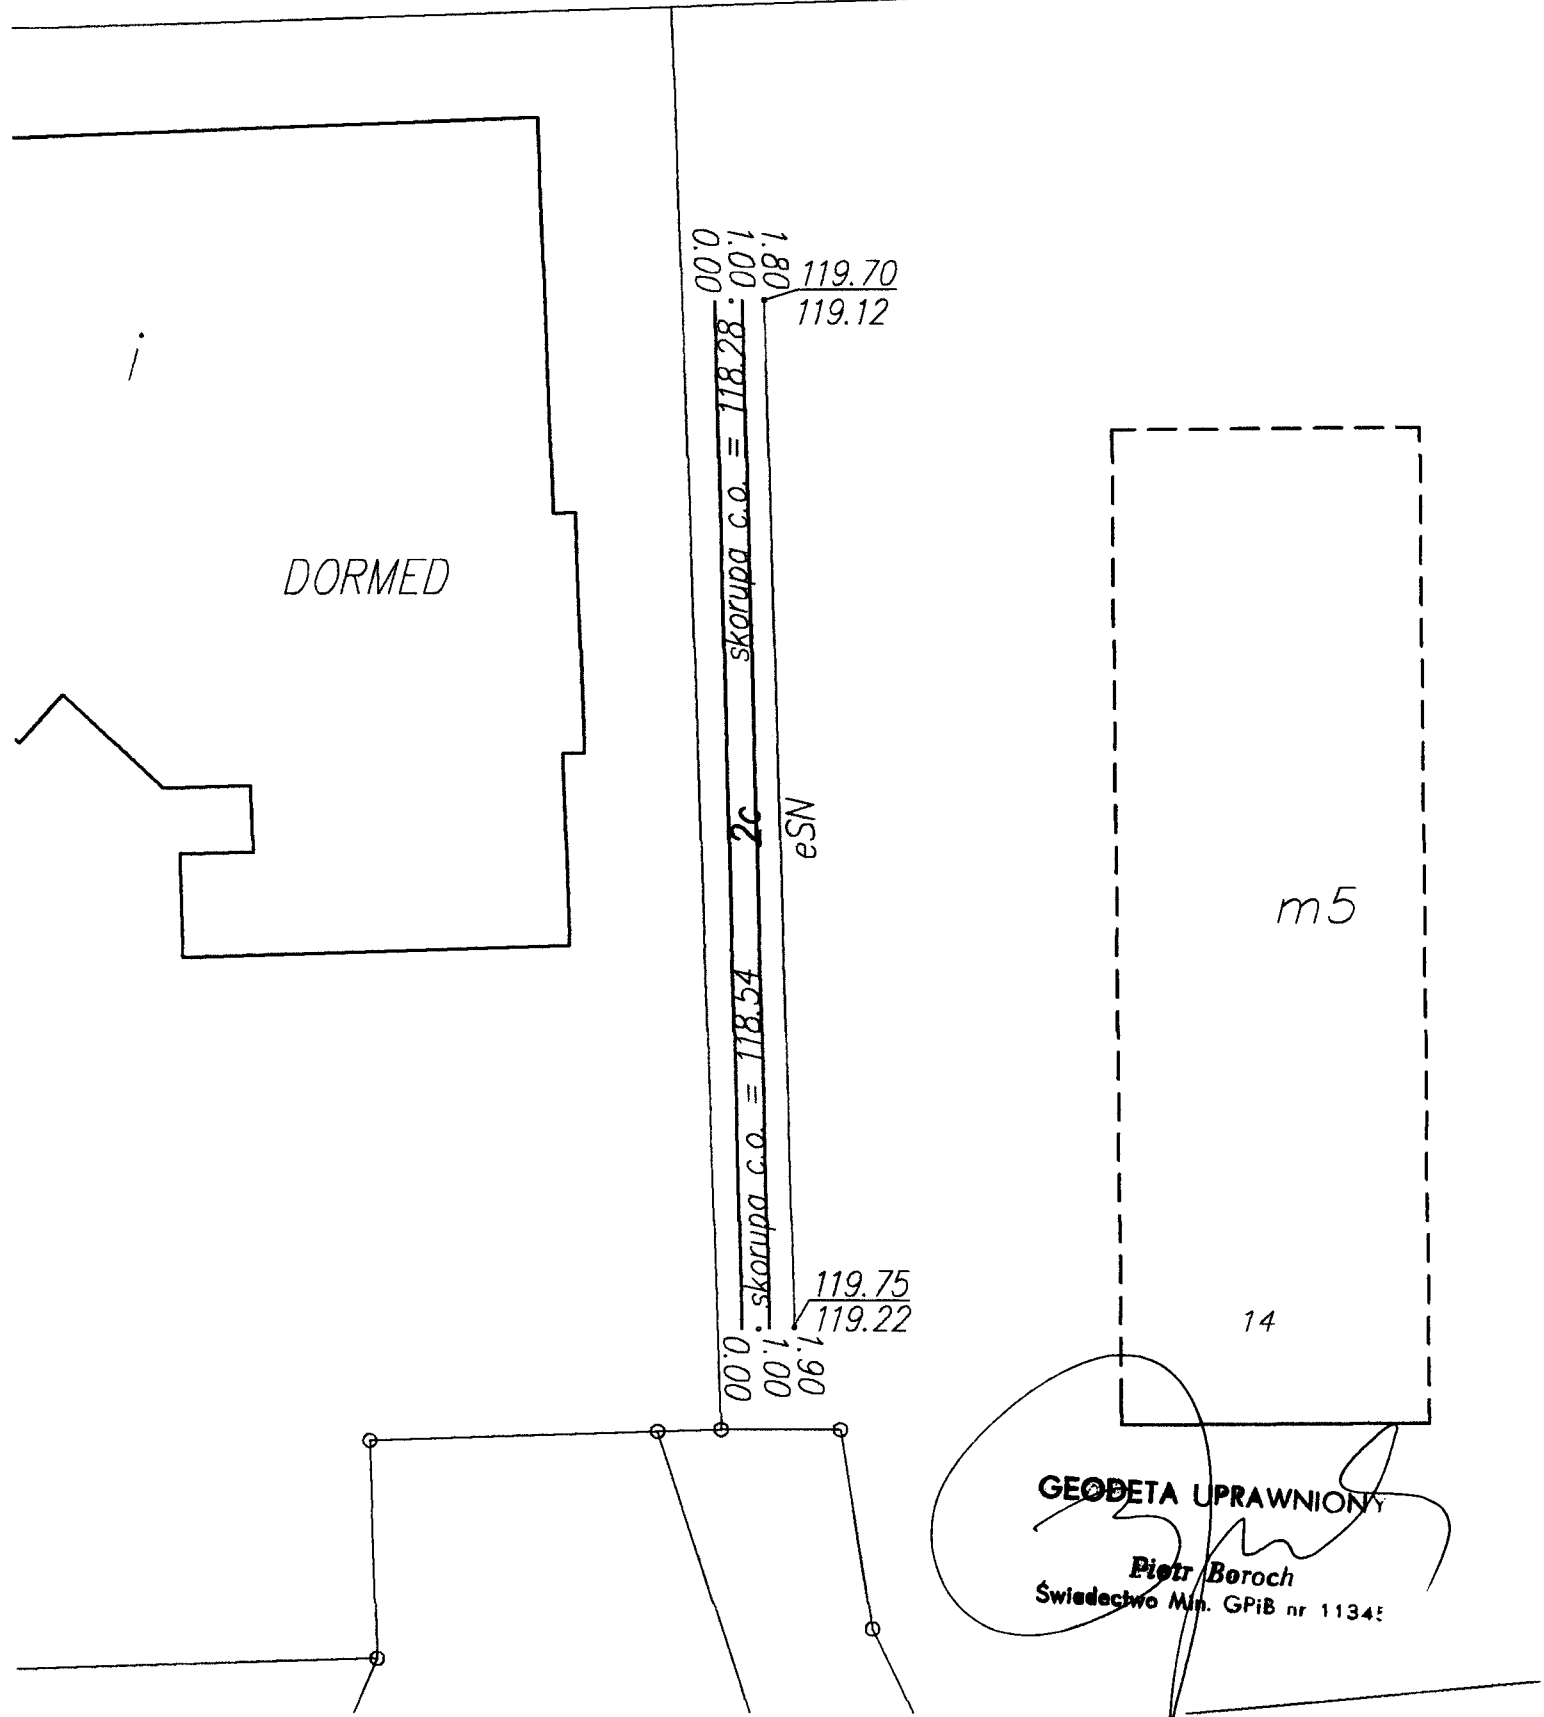 0.00
1.00
1.80
119.70
119.12
skorupa c.o. = 118.28
i
DORMED
2c
eSN
m5
skorupa c.o. = 118.54
119.75
119.22
0.00
1.00
1.90
14
GEODETA UPRAWNIONY
Piotr Boroch
Świadectwo Min. GPiB nr 11345